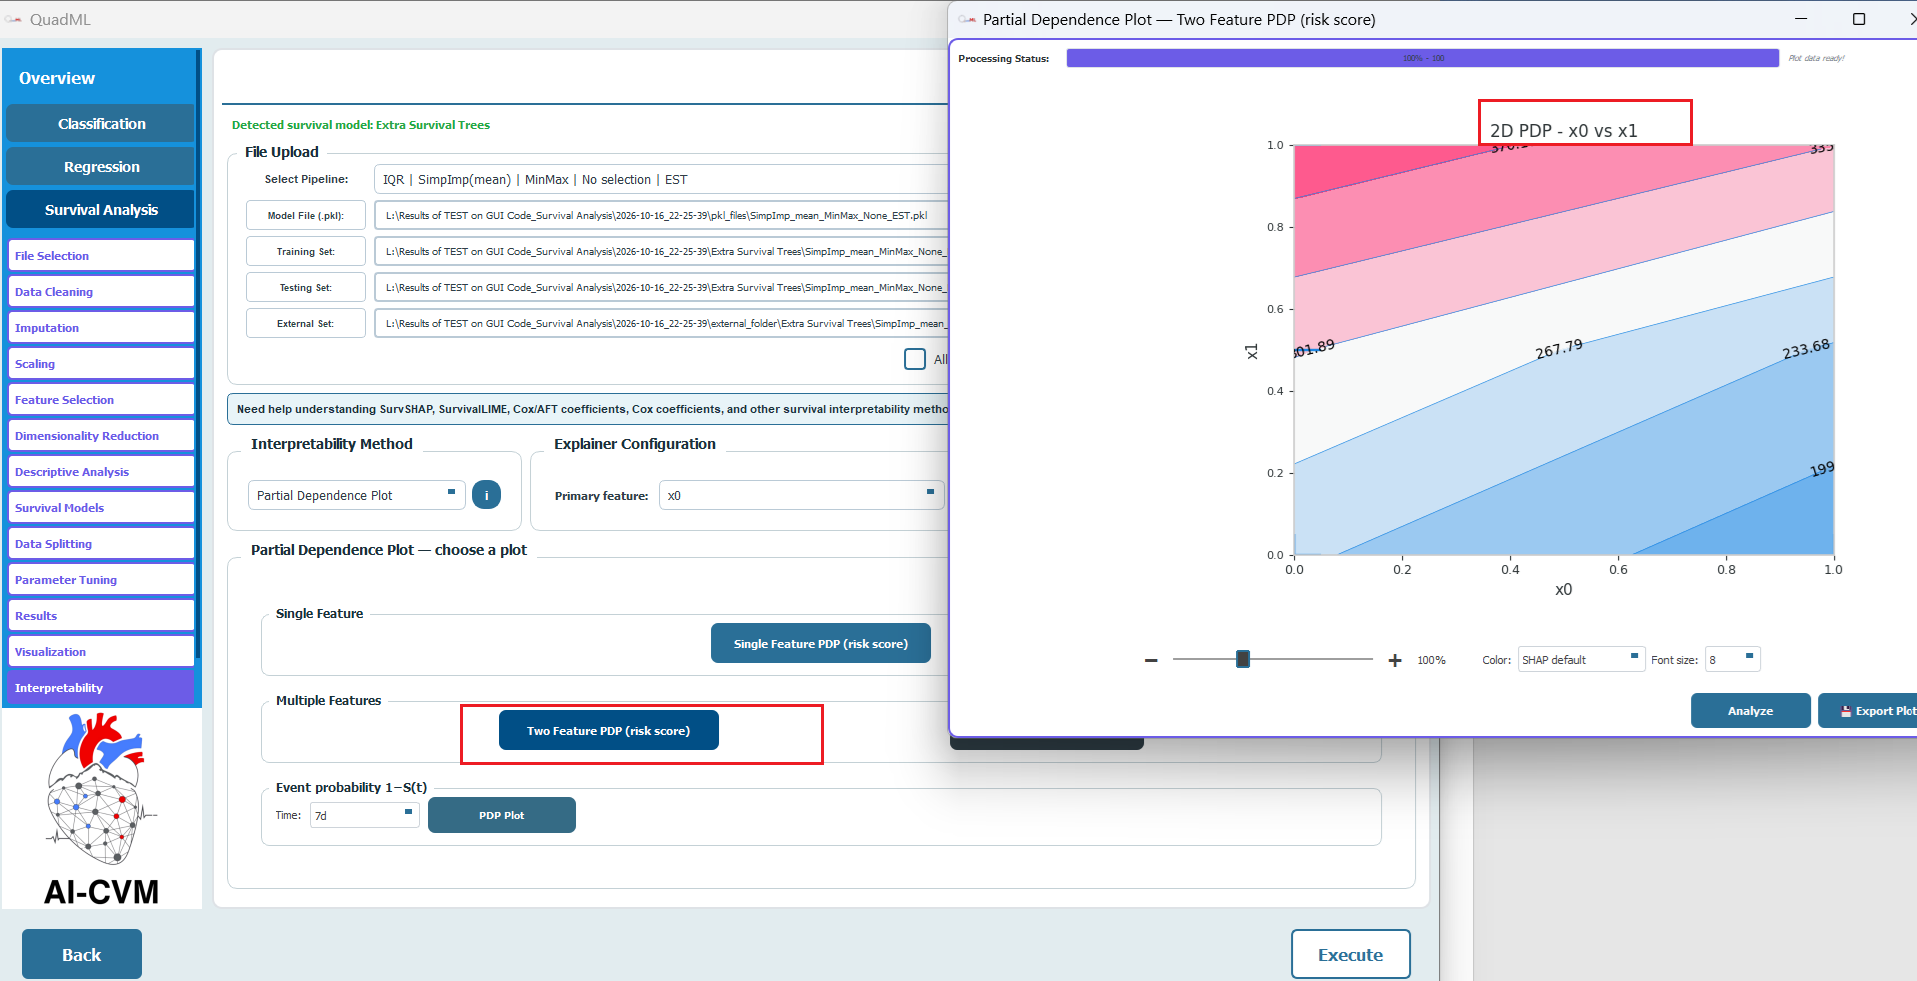 QuadML
Overview
Classification
Regression
Survival Analysis
File Selection
Data Cleaning
Imputation
Scaling
Feature Selection
Dimensionality Reduction
Descriptive Analysis
Survival Models
Data Splitting
Parameter Tuning
Results
Visualization
Interpretability
AI-CVM
Back
Detected survival model: Extra Survival Trees
File Upload
Select Pipeline: IQR | SimpImp(mean) | MinMax | No selection | EST
Model File (.pkl): L:\Results of TEST on GUI Code_Survival Analysis\2026-10-16_22-25-39\pkl_files\SimpImp_mean_MinMax_None_EST.pkl
Training Set: L:\Results of TEST on GUI Code_Survival Analysis\2026-10-16_22-25-39\Extra Survival Trees\SimpImp_mean_MinMax_None_
Testing Set: L:\Results of TEST on GUI Code_Survival Analysis\2026-10-16_22-25-39\Extra Survival Trees\SimpImp_mean_MinMax_None_
External Set: L:\Results of TEST on GUI Code_Survival Analysis\2026-10-16_22-25-39\external_folder\Extra Survival Trees\SimpImp_mean_
All
Need help understanding SurvSHAP, SurvivalLIME, Cox/AFT coefficients, Cox coefficients, and other survival interpretability metho
Interpretability Method
Partial Dependence Plot i
Explainer Configuration
Primary feature: x0
Partial Dependence Plot — choose a plot
Single Feature
Single Feature PDP (risk score)
Multiple Features
Two Feature PDP (risk score)
Event probability 1−S(t)
Time: 7d PDP Plot
Execute
Partial Dependence Plot — Two Feature PDP (risk score)
Processing Status: 100% - 100 Plot data ready!
2D PDP - x0 vs x1
1.0
0.8
0.6
0.4
0.2
0.0
x1
335
301.89
267.79
233.68
199
0.0 0.2 0.4 0.6 0.8 1.0
x0
100% Color: SHAP default Font size: 8
Analyze
Export Plot